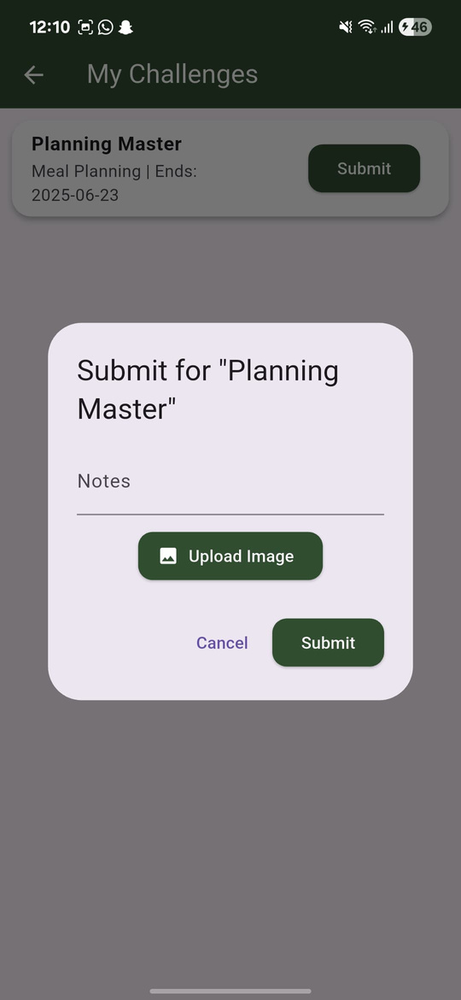 12:10
46
My Challenges
Planning Master
Meal Planning | Ends:
2025-06-23
Submit
Submit for "Planning
Master"
Notes
Upload Image
Cancel
Submit